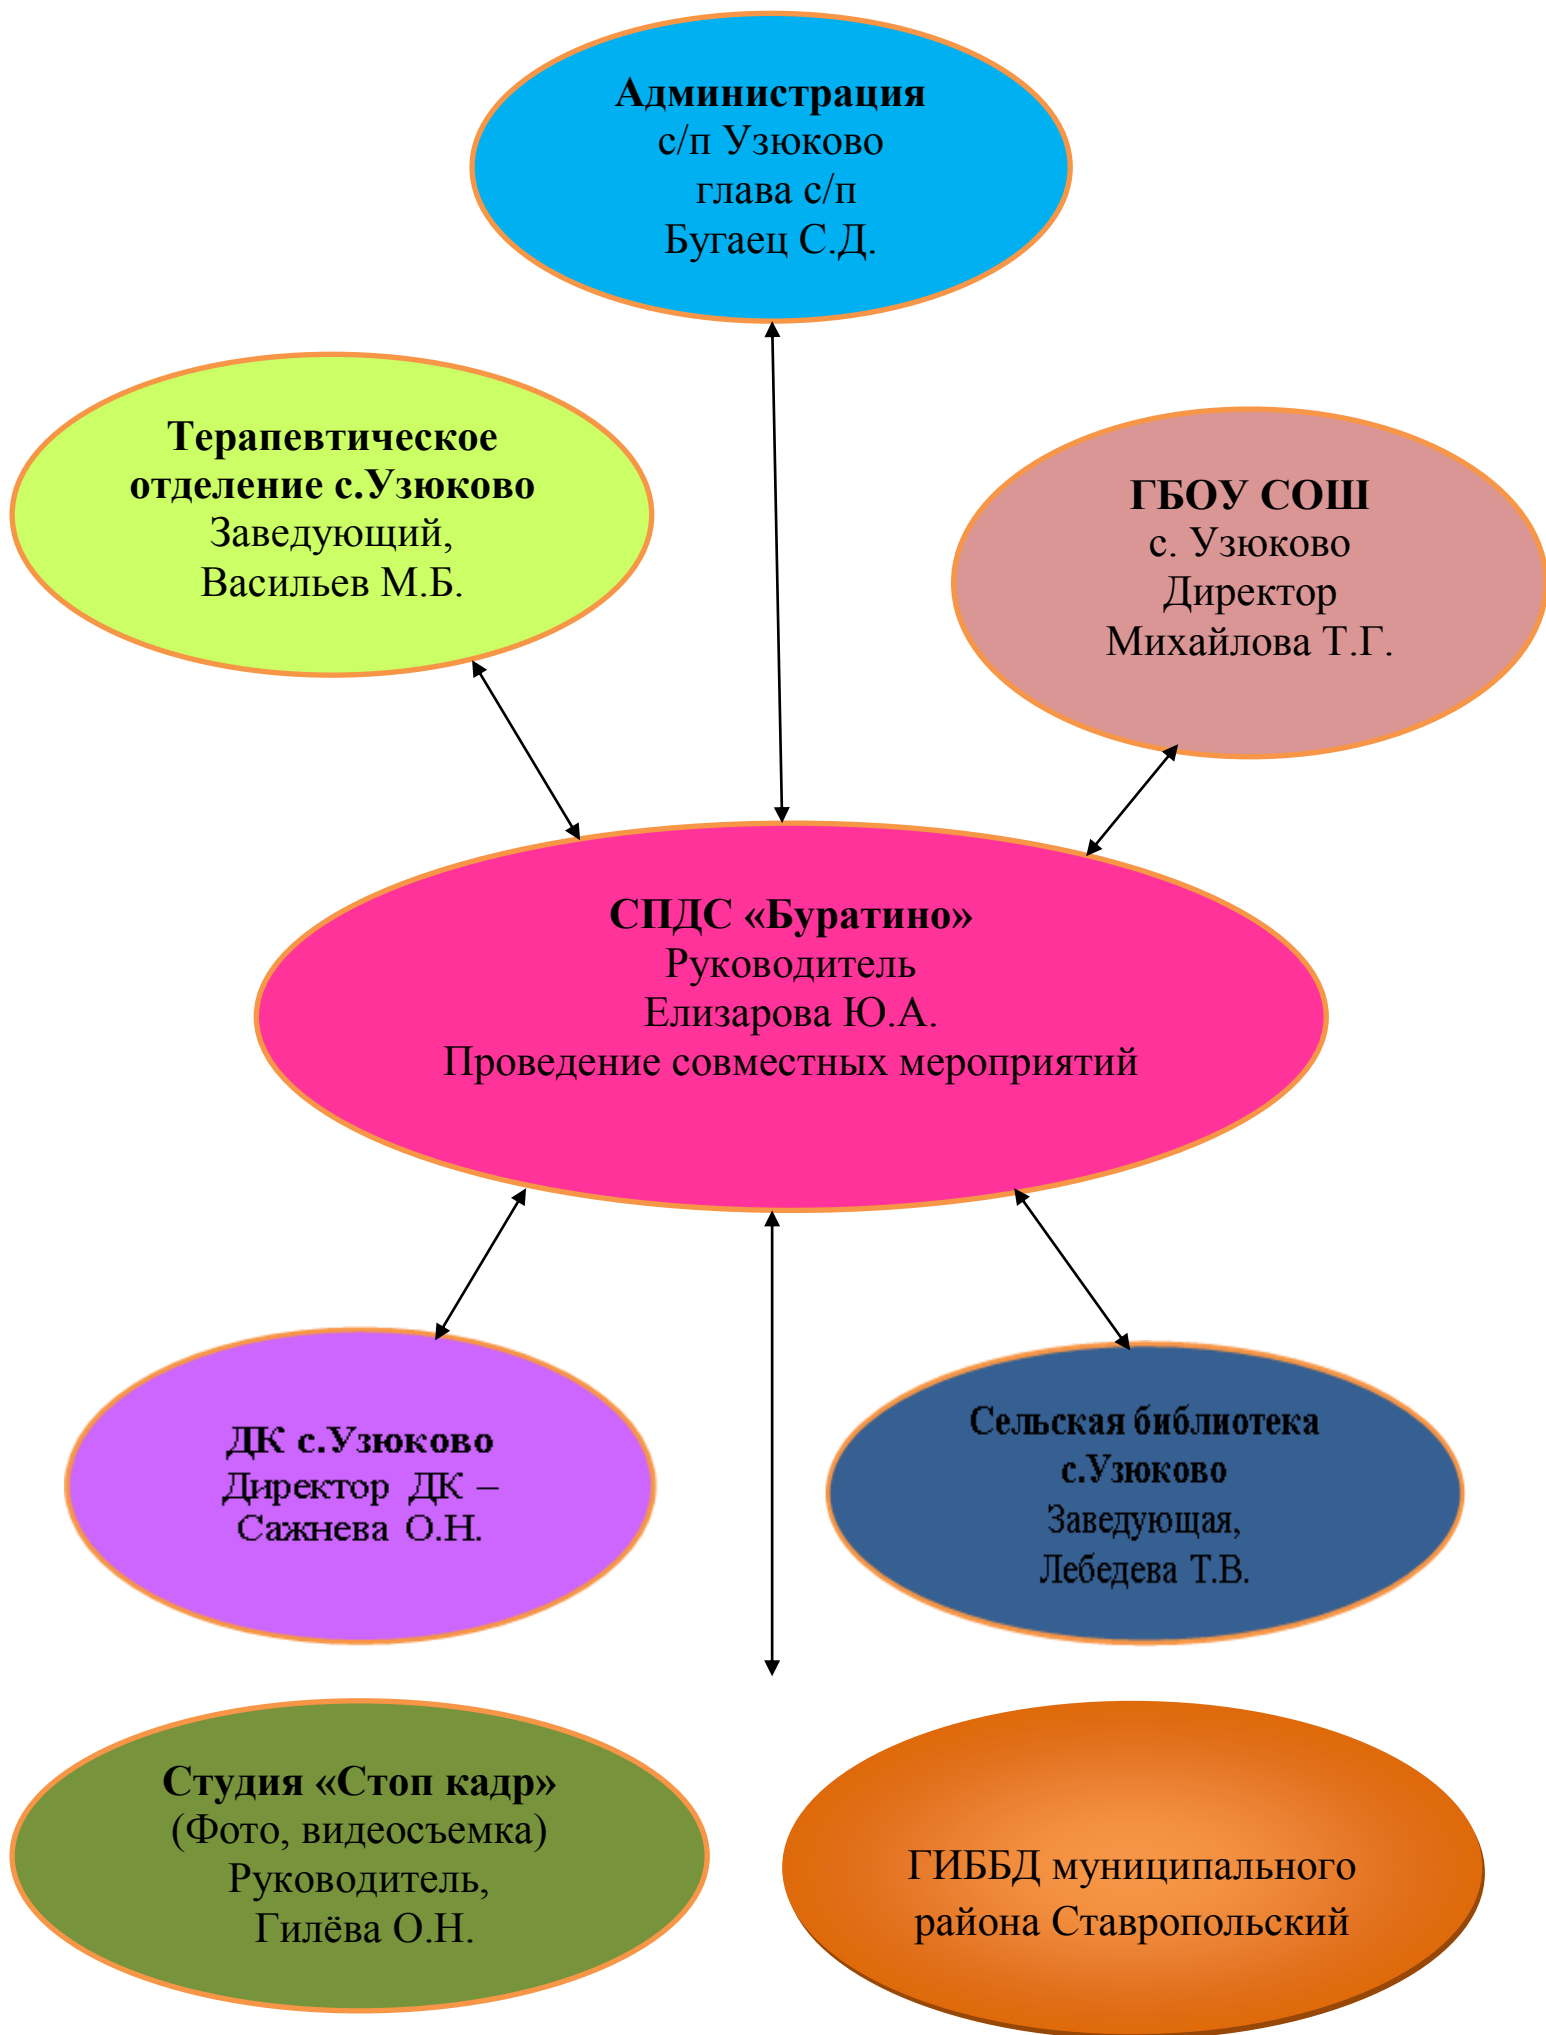 Администрация
с/п Узюково
глава с/п
Бугаец С.Д.
Терапевтическое
отделение с.Узюково
Заведующий,
Васильев М.Б.
ГБОУ СОШ
с. Узюково
Директор
Михайлова Т.Г.
СПДС «Буратино»
Руководитель
Елизарова Ю.А.
Проведение совместных мероприятий
ДК с.Узюково
Директор ДК –
Сажнева О.Н.
Сельская библиотека
с.Узюково
Заведующая,
Лебедева Т.В.
Студия «Стоп кадр»
(Фото, видеосъемка)
Руководитель,
Гилёва О.Н.
ГИББД муниципального
района Ставропольский